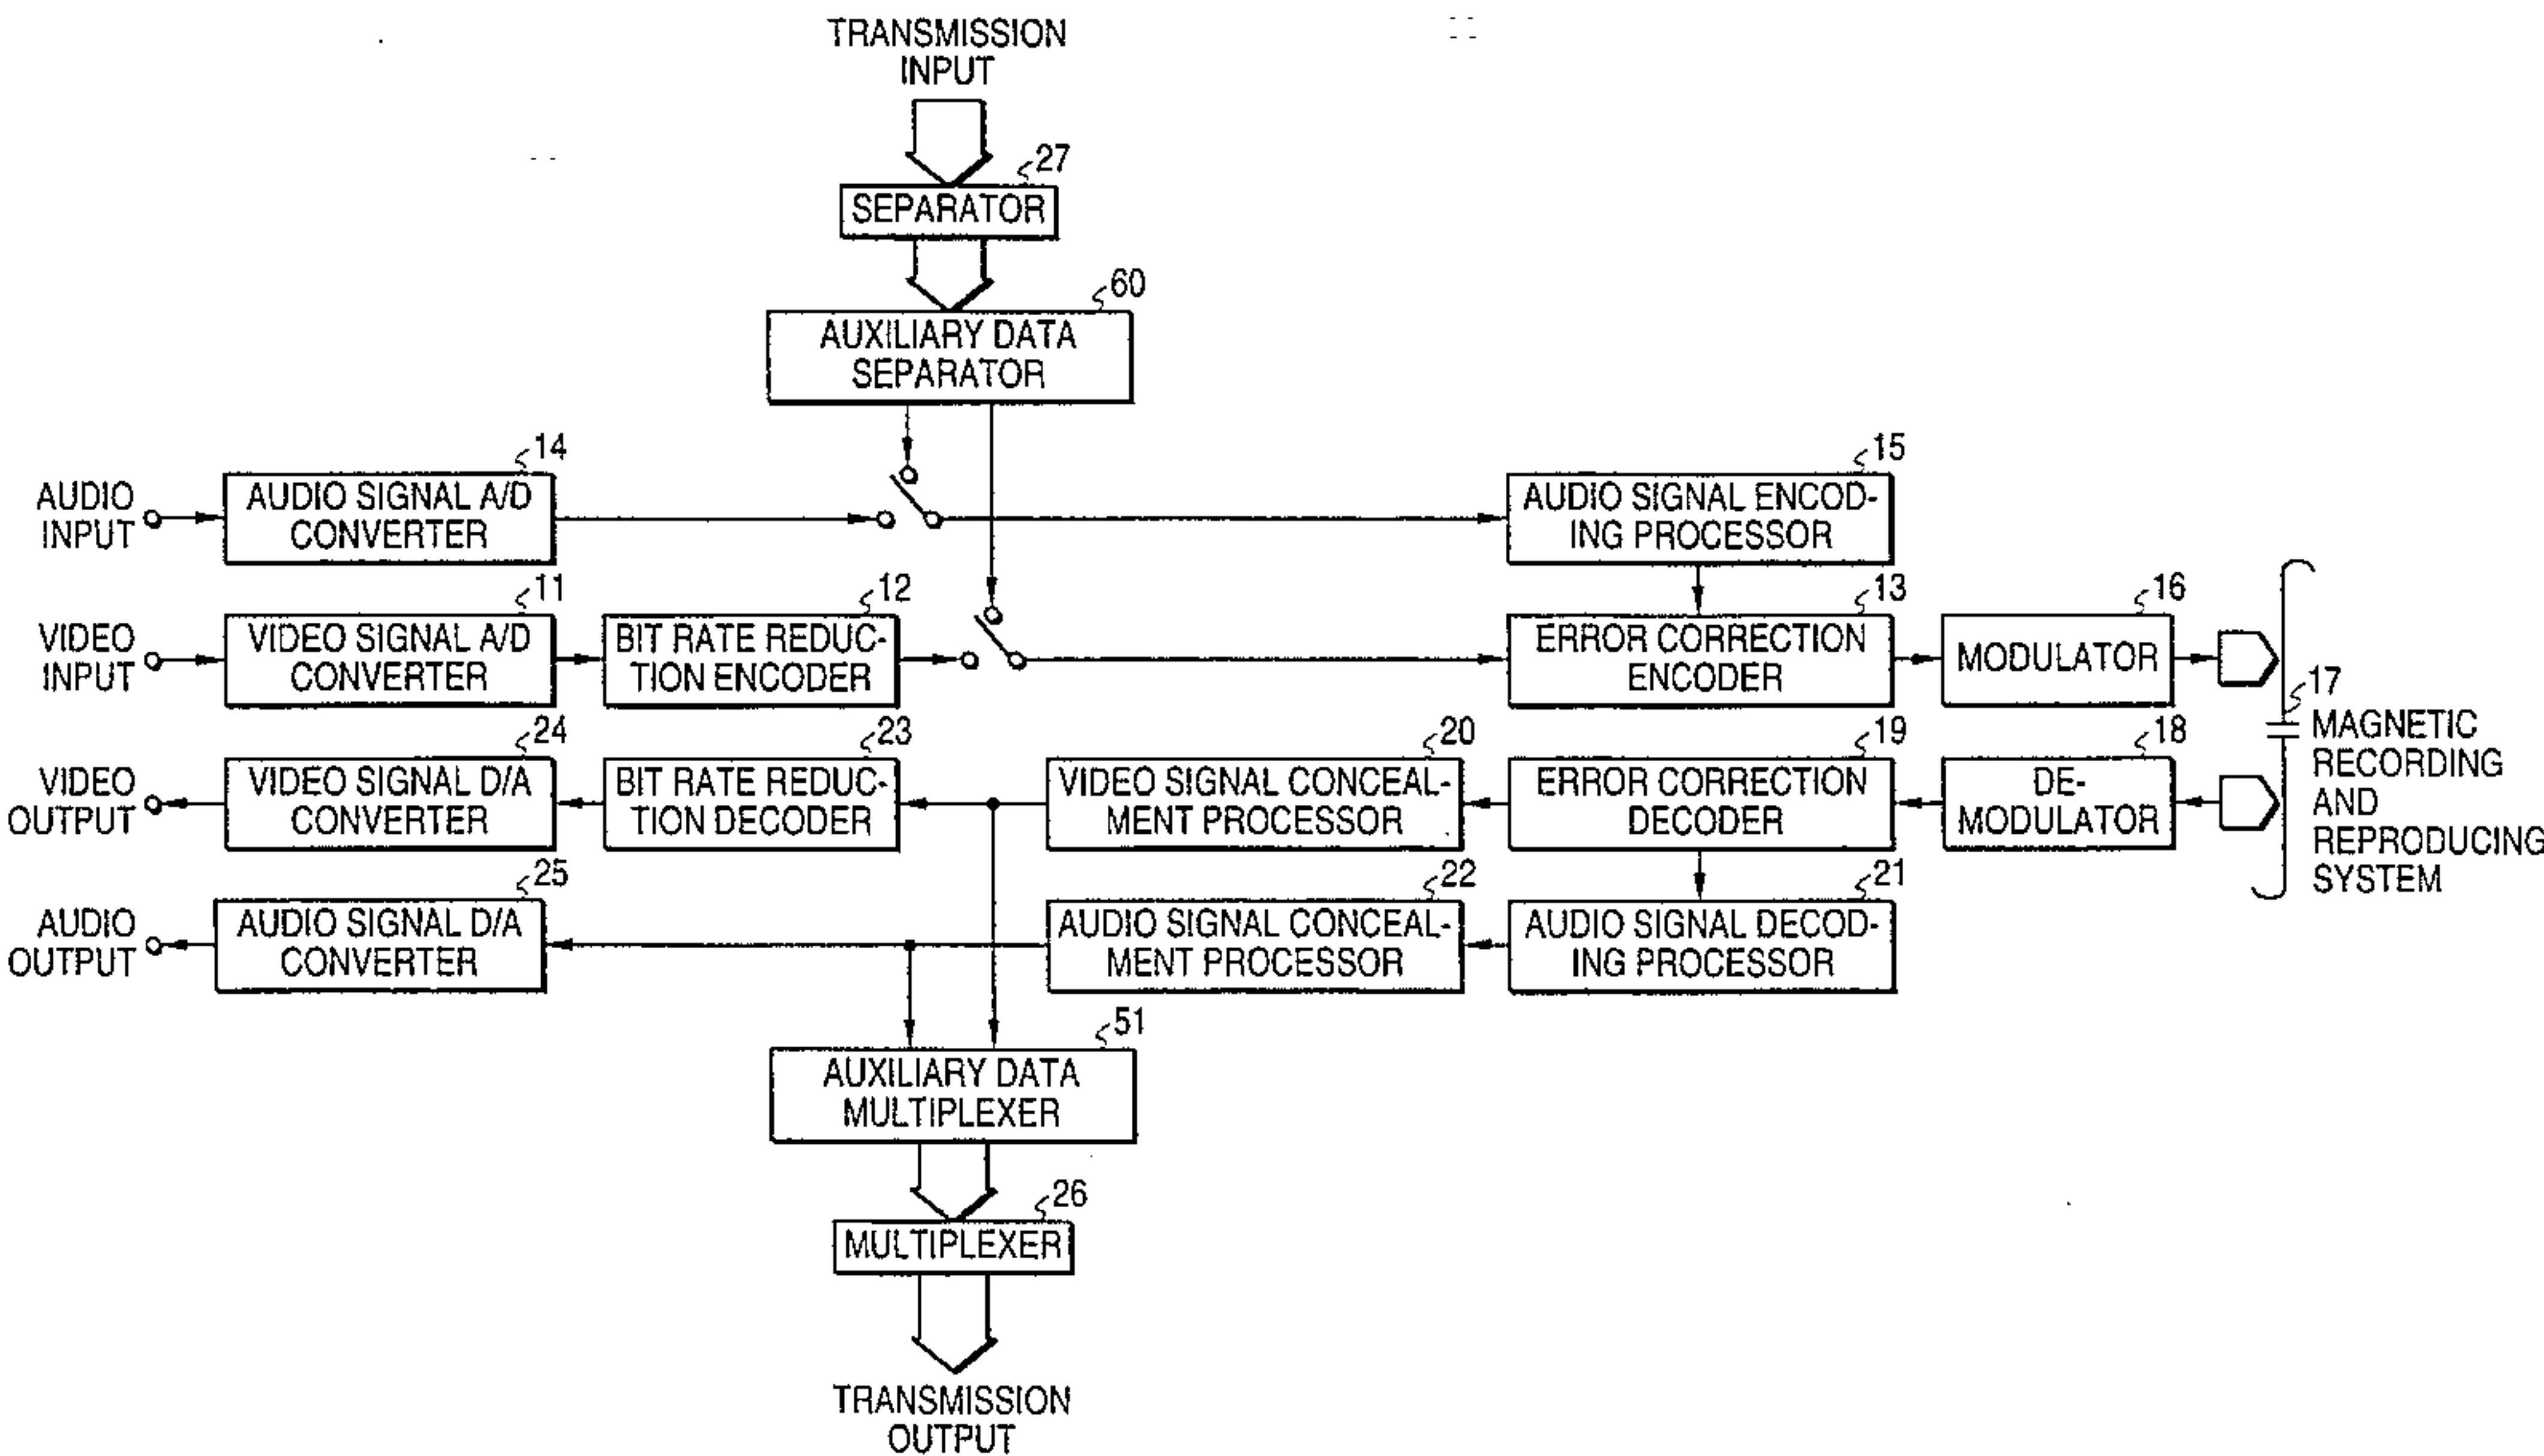 TRANSMISSION
INPUT
27
SEPARATOR
60
AUXILIARY DATA
SEPARATOR
AUDIO
INPUT
14
AUDIO SIGNAL A/D
CONVERTER
15
AUDIO SIGNAL ENCOD-
ING PROCESSOR
VIDEO
INPUT
11
VIDEO SIGNAL A/D
CONVERTER
12
BIT RATE REDUC-
TION ENCODER
13
ERROR CORRECTION
ENCODER
16
MODULATOR
17
MAGNETIC
RECORDING
AND
REPRODUCING
SYSTEM
VIDEO
OUTPUT
24
VIDEO SIGNAL D/A
CONVERTER
23
BIT RATE REDUC-
TION DECODER
20
VIDEO SIGNAL CONCEAL-
MENT PROCESSOR
19
ERROR CORRECTION
DECODER
18
DE-
MODULATOR
AUDIO
OUTPUT
25
AUDIO SIGNAL D/A
CONVERTER
22
AUDIO SIGNAL CONCEAL-
MENT PROCESSOR
21
AUDIO SIGNAL DECOD-
ING PROCESSOR
51
AUXILIARY DATA
MULTIPLEXER
26
MULTIPLEXER
TRANSMISSION
OUTPUT